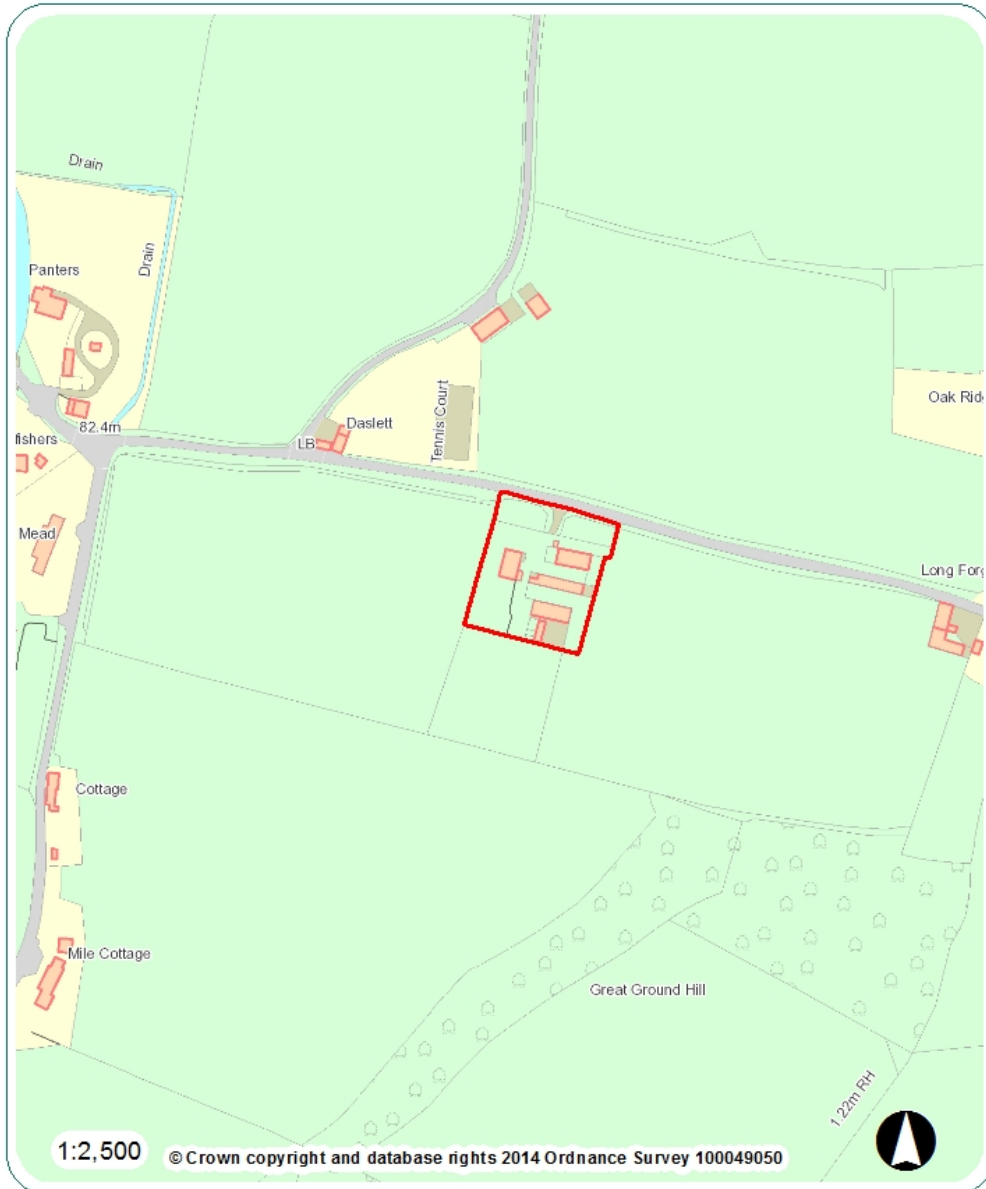 Drain
Drain
Panters
Oak Ridg
Tennis Court
Daslett
82.4m
LB
fishers
Mead
Long Forg
Cottage
Mile Cottage
Great Ground Hill
1.22m RH
1:2,500
© Crown copyright and database rights 2014 Ordnance Survey 100049050